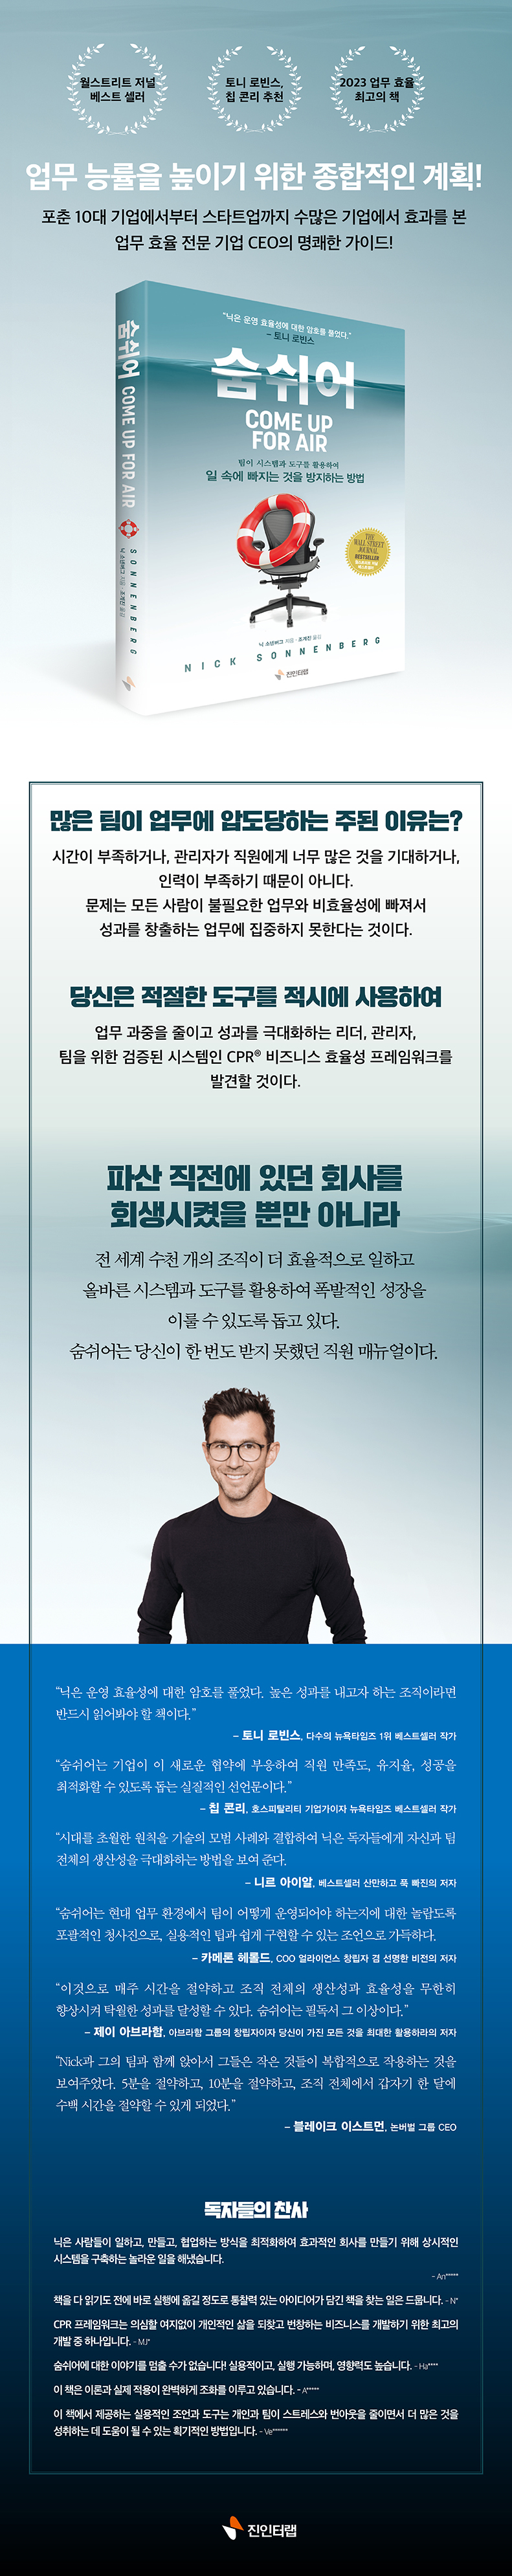 월스트리트 저널
베스트 셀러
토니 로빈스,
칩 콘리 추천
2023 업무 효율
최고의 책
업무 능률을 높이기 위한 종합적인 계획!
포춘 10대 기업에서부터 스타트업까지 수많은 기업에서 효과를 본
업무 효율 전문 기업 CEO의 명쾌한 가이드!
숨쉬어 COME UP FOR AIR
SONNENBERG
닉 소넨버그 지음 · 조계진 옮김
"닉은 운영 효율성에 대한 암호를 풀었다."
– 토니 로빈스
숨쉬어
COME UP
FOR AIR
팀이 시스템과 도구를 활용하여
일 속에 빠지는 것을 방지하는 방법
THE
WALL STREET
JOURNAL
BESTSELLER
월스트리트 저널
베스트셀러
닉 소넨버그 지음 · 조계진 옮김
NICK SONNENBERG
진인터랩
많은 팀이 업무에 압도당하는 주된 이유는?
시간이 부족하거나, 관리자가 직원에게 너무 많은 것을 기대하거나,
인력이 부족하기 때문이 아니다.
문제는 모든 사람이 불필요한 업무와 비효율성에 빠져서
성과를 창출하는 업무에 집중하지 못한다는 것이다.
당신은 적절한 도구를 적시에 사용하여
업무 과중을 줄이고 성과를 극대화하는 리더, 관리자,
팀을 위한 검증된 시스템인 CPR® 비즈니스 효율성 프레임워크를
발견할 것이다.
파산 직전에 있던 회사를
회생시켰을 뿐만 아니라
전 세계 수천 개의 조직이 더 효율적으로 일하고
올바른 시스템과 도구를 활용하여 폭발적인 성장을
이룰 수 있도록 돕고 있다.
숨쉬어는 당신이 한 번도 받지 못했던 직원 매뉴얼이다.
"닉은 운영 효율성에 대한 암호를 풀었다. 높은 성과를 내고자 하는 조직이라면
반드시 읽어봐야 할 책이다."
– 토니 로빈스, 다수의 뉴욕타임즈 1위 베스트셀러 작가
"숨쉬어는 기업이 이 새로운 협약에 부응하여 직원 만족도, 유지율, 성공을
최적화할 수 있도록 돕는 실질적인 선언문이다."
– 칩 콘리, 호스피탈리티 기업가이자 뉴욕타임즈 베스트셀러 작가
"시대를 초월한 원칙을 기술의 모범 사례와 결합하여 닉은 독자들에게 자신과 팀
전체의 생산성을 극대화하는 방법을 보여 준다.
– 니르 아이알, 베스트셀러 산만하고 푹 빠진의 저자
"숨쉬어는 현대 업무 환경에서 팀이 어떻게 운영되어야 하는지에 대한 놀랍도록
포괄적인 청사진으로, 실용적인 팁과 쉽게 구현할 수 있는 조언으로 가득하다.
– 카메론 헤롤드, COO 얼라이언스 창립자 겸 선명한 비전의 저자
"이것으로 매주 시간을 절약하고 조직 전체의 생산성과 효율성을 무한히
향상시켜 탁월한 성과를 달성할 수 있다. 숨쉬어는 필독서 그 이상이다."
– 제이 아브라함, 아브라함 그룹의 창립자이자 당신이 가진 모든 것을 최대한 활용하라의 저자
"Nick과 그의 팀과 함께 앉아서 그들은 작은 것들이 복합적으로 작용하는 것을
보여주었다. 5분을 절약하고, 10분을 절약하고, 조직 전체에서 갑자기 한 달에
수백 시간을 절약할 수 있게 되었다."
– 블레이크 이스트먼, 논버벌 그룹 CEO
독자들의 찬사
닉은 사람들이 일하고, 만들고, 협업하는 방식을 최적화하여 효과적인 회사를 만들기 위해 상시적인
시스템을 구축하는 놀라운 일을 해냈습니다.
- An*****
책을 다 읽기도 전에 바로 실행에 옮길 정도로 통찰력 있는 아이디어가 담긴 책을 찾는 일은 드뭅니다. - N*
CPR 프레임워크는 의심할 여지없이 개인적인 삶을 되찾고 번창하는 비즈니스를 개발하기 위한 최고의
개발 중 하나입니다. - MJ*
숨쉬어에 대한 이야기를 멈출 수가 없습니다! 실용적이고, 실행 가능하며, 영향력도 높습니다. - Ha****
이 책은 이론과 실제 적용이 완벽하게 조화를 이루고 있습니다. - A*****
이 책에서 제공하는 실용적인 조언과 도구는 개인과 팀이 스트레스와 번아웃을 줄이면서 더 많은 것을
성취하는 데 도움이 될 수 있는 획기적인 방법입니다. - Ve******
진인터랩